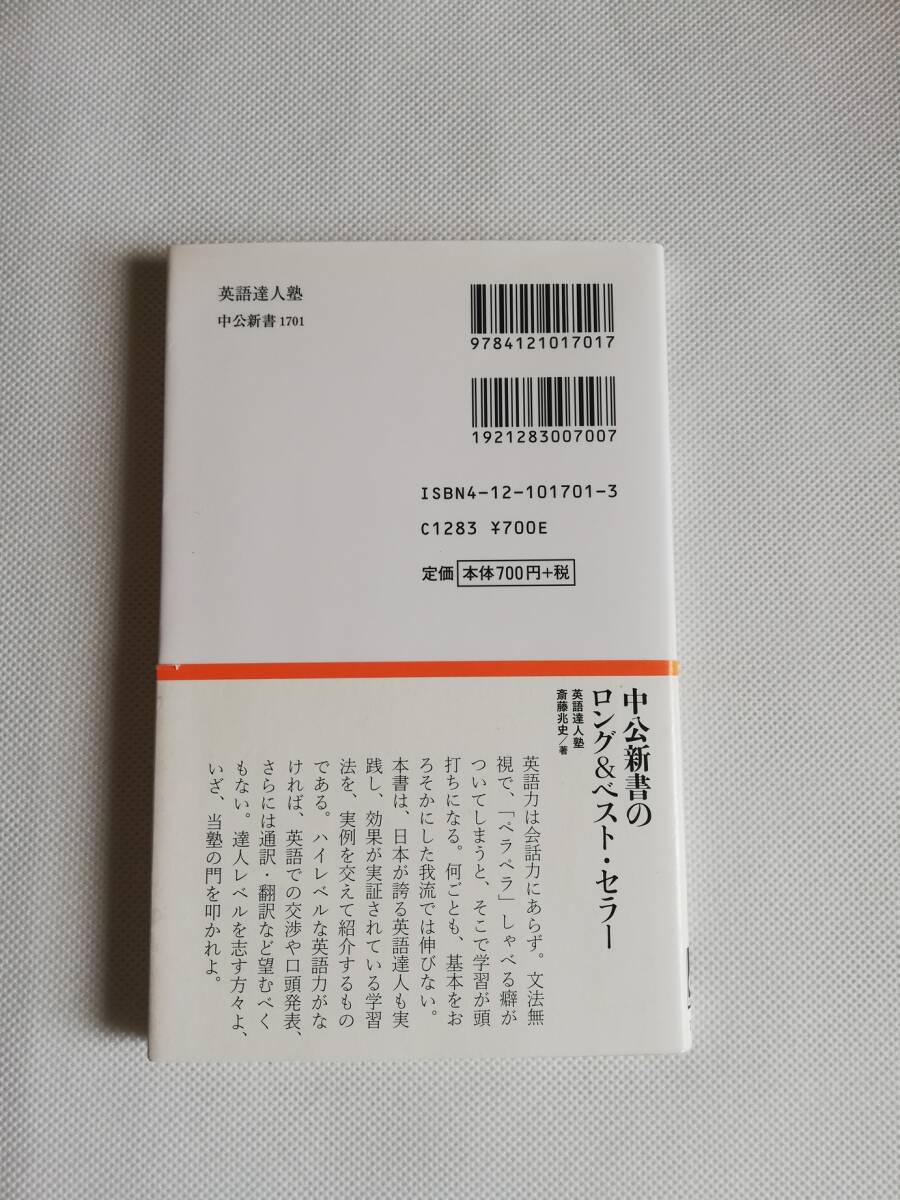 英語達人塾
中公新書 1701
9784121017017
1921283007007
ISBN4-12-101701-3
C1283 ¥700E
定価 本体700円+税
中公新書の
ロング&ベスト・セラー
英語達人塾
斎藤兆史/著
英語力は会話力にあらず。文法無
視で、「ペラペラ」しゃべる癖が
ついてしまうと、そこで学習が頭
打ちになる。何ごとも、基本をお
ろそかにした我流では伸びない。
本書は、日本が誇る英語達人も実
践し、効果が実証されている学習
法を、実例を交えて紹介するもの
である。ハイレベルな英語力がな
ければ、英語での交渉や口頭発表、
さらには通訳・翻訳など望むべく
もない。達人レベルを志す方々よ、
いざ、当塾の門を叩かれよ。